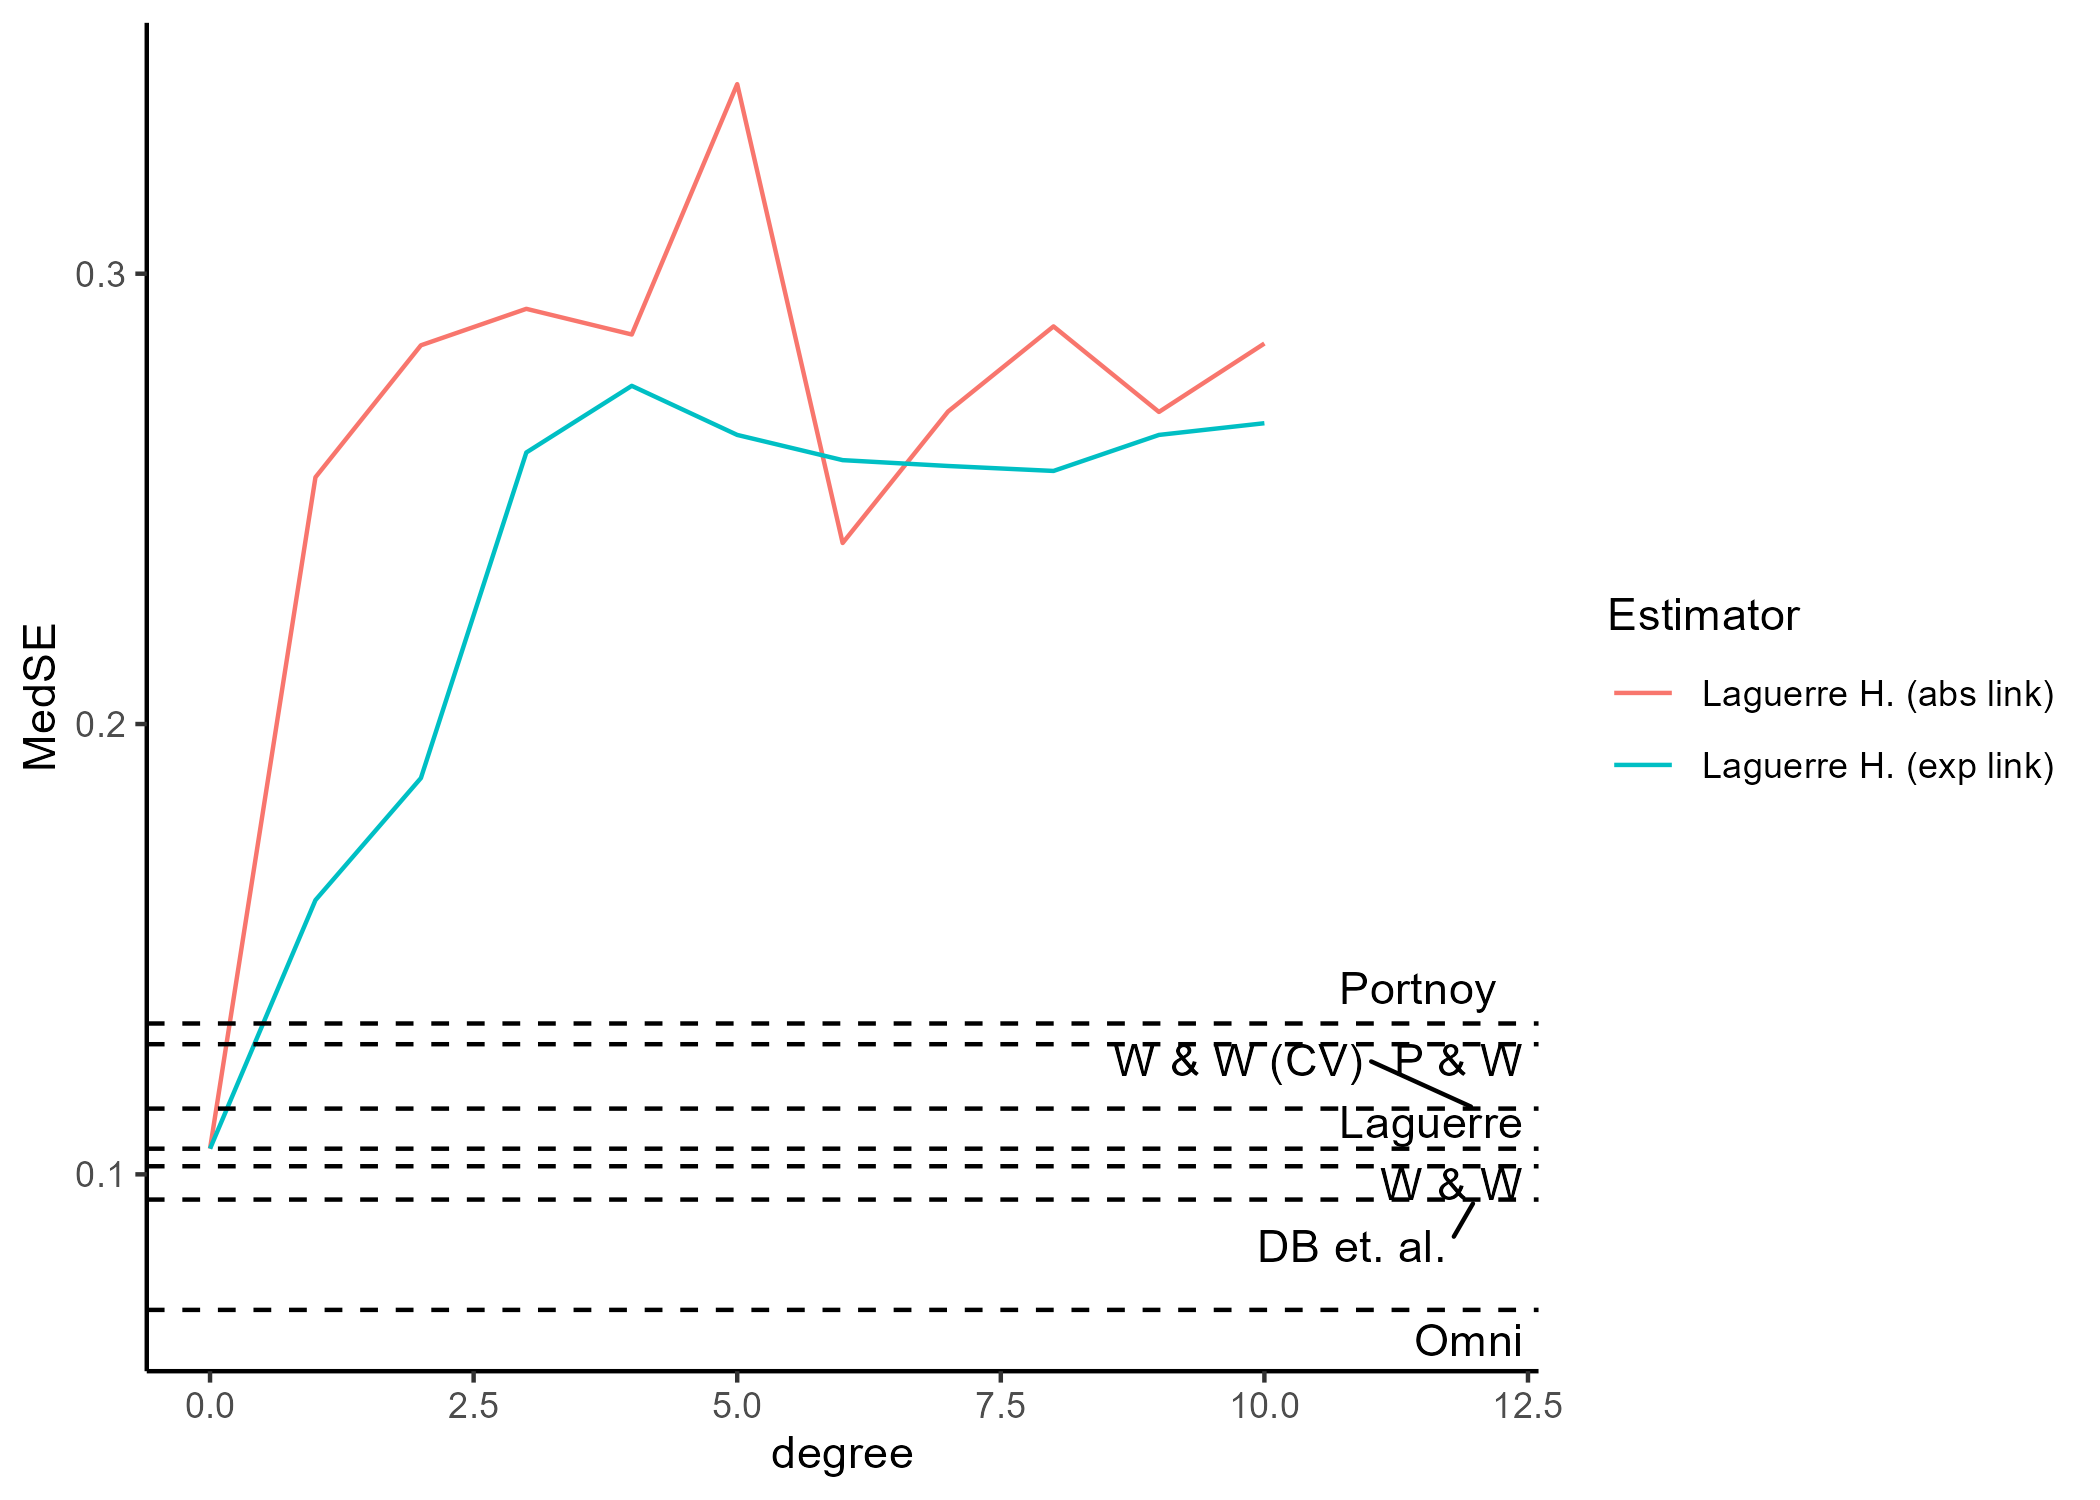 0.3
0.2
0.1
MedSE
Portnoy
W & W (CV) P & W
Laguerre
W & W
DB et. al.
Omni
0.0 2.5 5.0 7.5 10.0 12.5
degree
Estimator
Laguerre H. (abs link)
Laguerre H. (exp link)